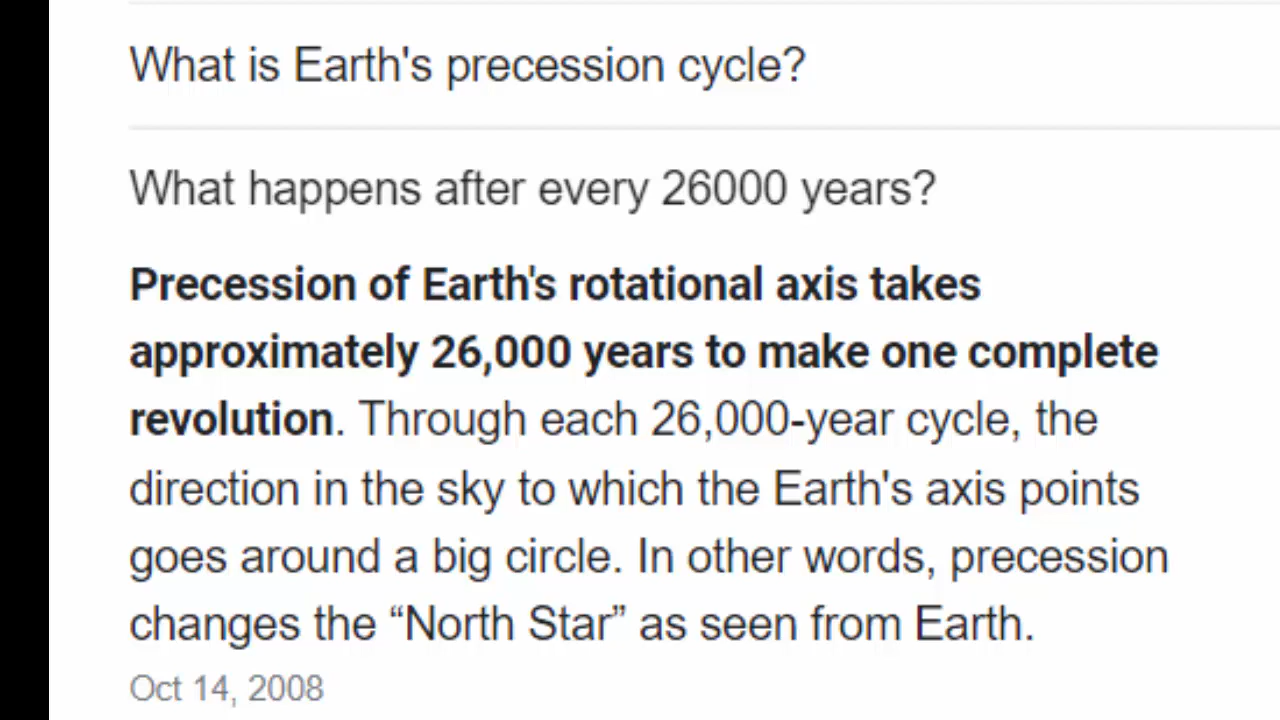 What is Earth's precession cycle?
What happens after every 26000 years?
Precession of Earth's rotational axis takes
approximately 26,000 years to make one complete
revolution. Through each 26,000-year cycle, the
direction in the sky to which the Earth's axis points
goes around a big circle. In other words, precession
changes the “North Star” as seen from Earth.
Oct 14, 2008